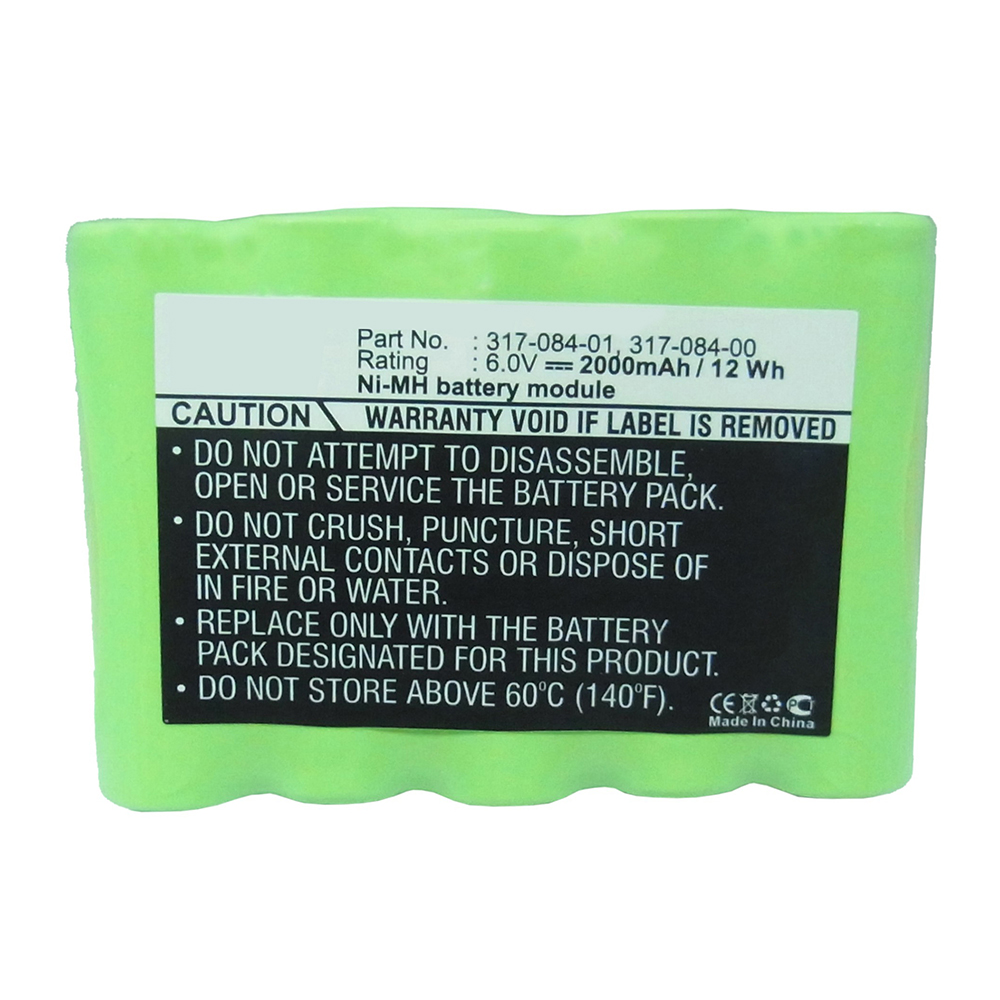 Part No. : 317-084-01, 317-084-00
Rating : 6.0V 2000mAh / 12 Wh
Ni-MH battery module
CAUTION WARRANTY VOID IF LABEL IS REMOVED
• DO NOT ATTEMPT TO DISASSEMBLE,
OPEN OR SERVICE THE BATTERY PACK.
• DO NOT CRUSH, PUNCTURE, SHORT
EXTERNAL CONTACTS OR DISPOSE OF
IN FIRE OR WATER.
• REPLACE ONLY WITH THE BATTERY
PACK DESIGNATED FOR THIS PRODUCT.
• DO NOT STORE ABOVE 60°C (140°F).
CE
Made In China